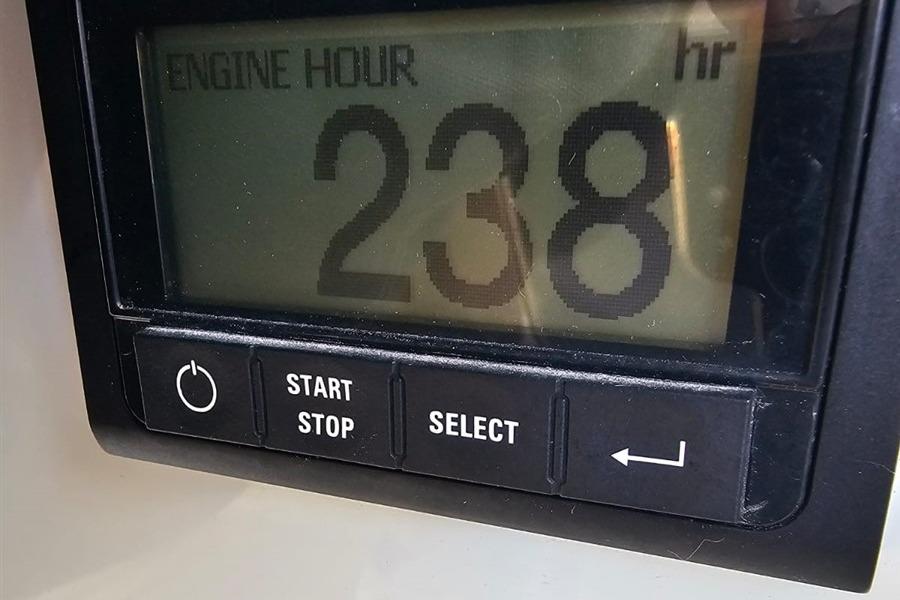 ENGINE HOUR hr
238
START
STOP
SELECT